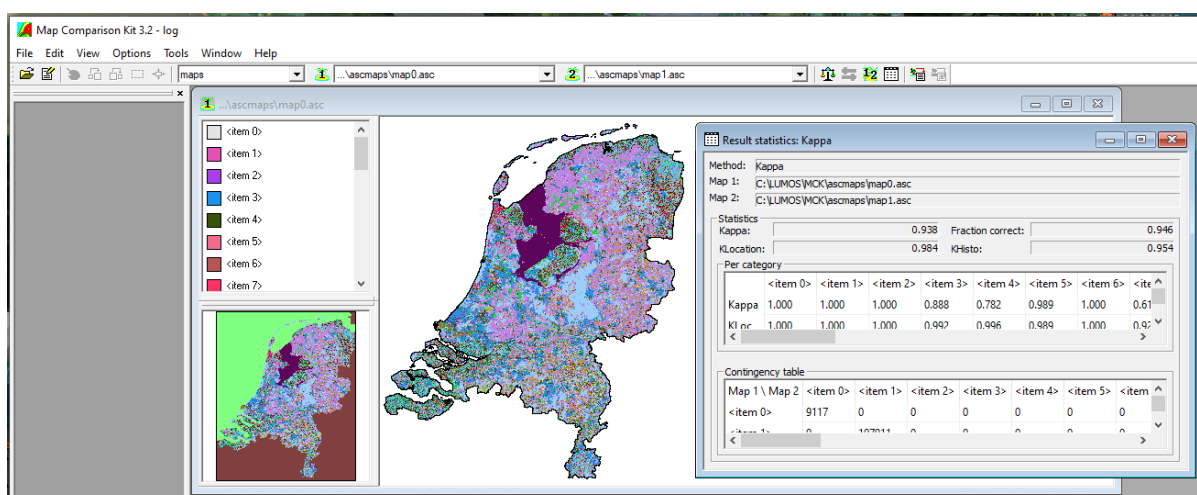 Map Comparison Kit 3.2 - log
File Edit View Options Tools Window Help
maps
1
...\ascmaps\map0.asc
2
...\ascmaps\map1.asc
12
1 ...\ascmaps\map0.asc
<item 0>
<item 1>
<item 2>
<item 3>
<item 4>
<item 5>
<item 6>
<item 7>
Result statistics: Kappa
Method: Kappa
Map 1: C:\LUMOS\MCK\ascmaps\map0.asc
Map 2: C:\LUMOS\MCK\ascmaps\map1.asc
Statistics
Kappa: 0.938 Fraction correct: 0.946
KLocation: 0.984 KHisto: 0.954
Per category
<item 0> <item 1> <item 2> <item 3> <item 4> <item 5> <item 6> <ite
Kappa 1.000 1.000 1.000 0.888 0.782 0.989 1.000 0.61
KLoc 1.000 1.000 1.000 0.992 0.996 0.989 1.000
Contingency table
Map 1 \ Map 2 <item 0> <item 1> <item 2> <item 3> <item 4> <item 5> <item
<item 0> 9117 0 0 0 0 0 0